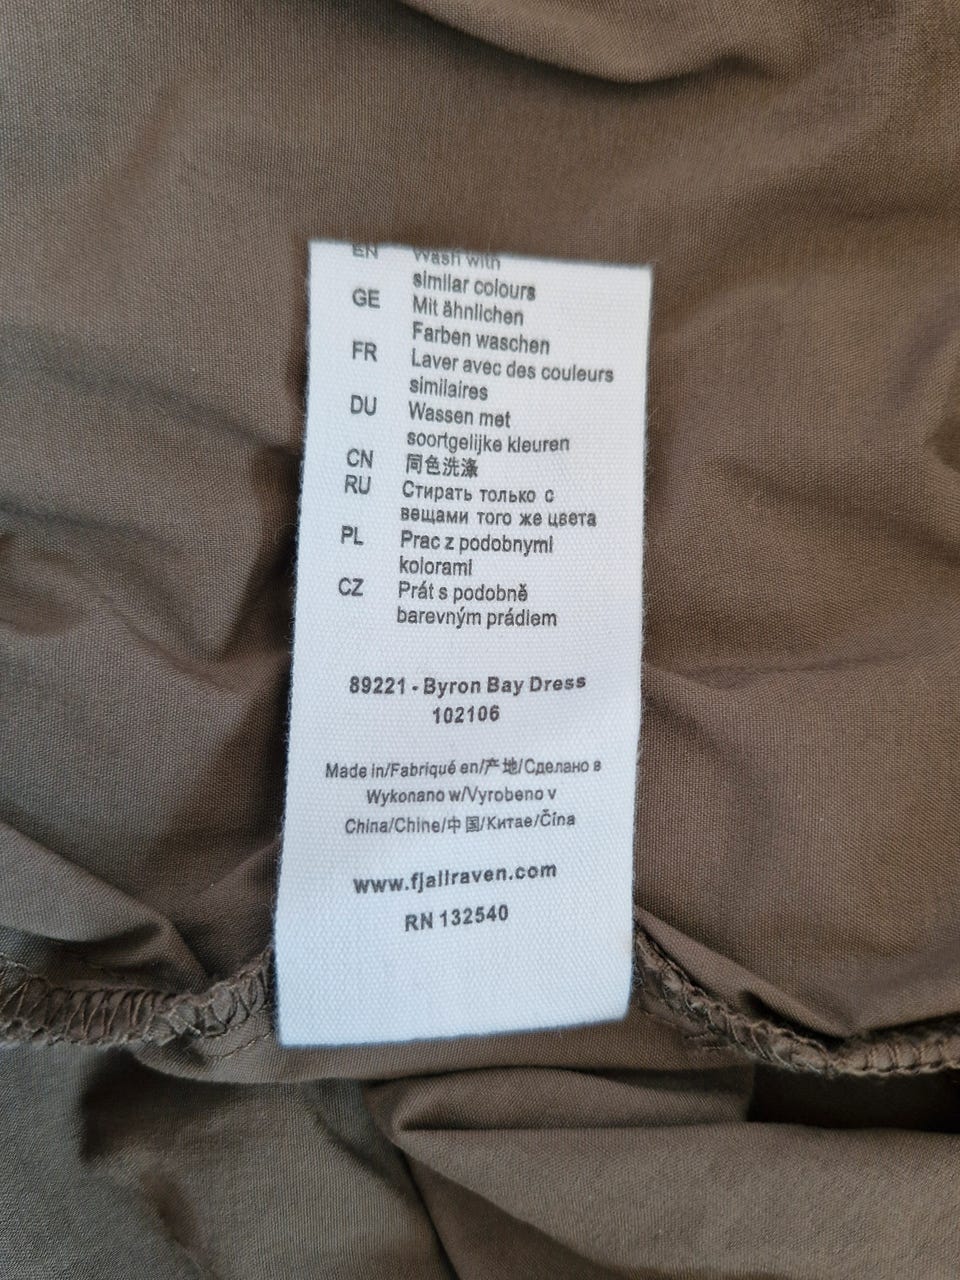 EN Wash with
similar colours
GE Mit ähnlichen
Farben waschen
FR Laver avec des couleurs
similaires
DU Wassen met
soortgelijke kleuren
CN 同色洗涤
RU Стирать только с
вещами того же цвета
PL Prac z podobnymi
kolorami
CZ Prát s podobně
barevným prádlem
89221 - Byron Bay Dress
102106
Made in/Fabriqué en/产地/Сделано в
Wykonano w/Vyrobeno v
China/Chine/中国/Китае/Čína
www.fjallraven.com
RN 132540